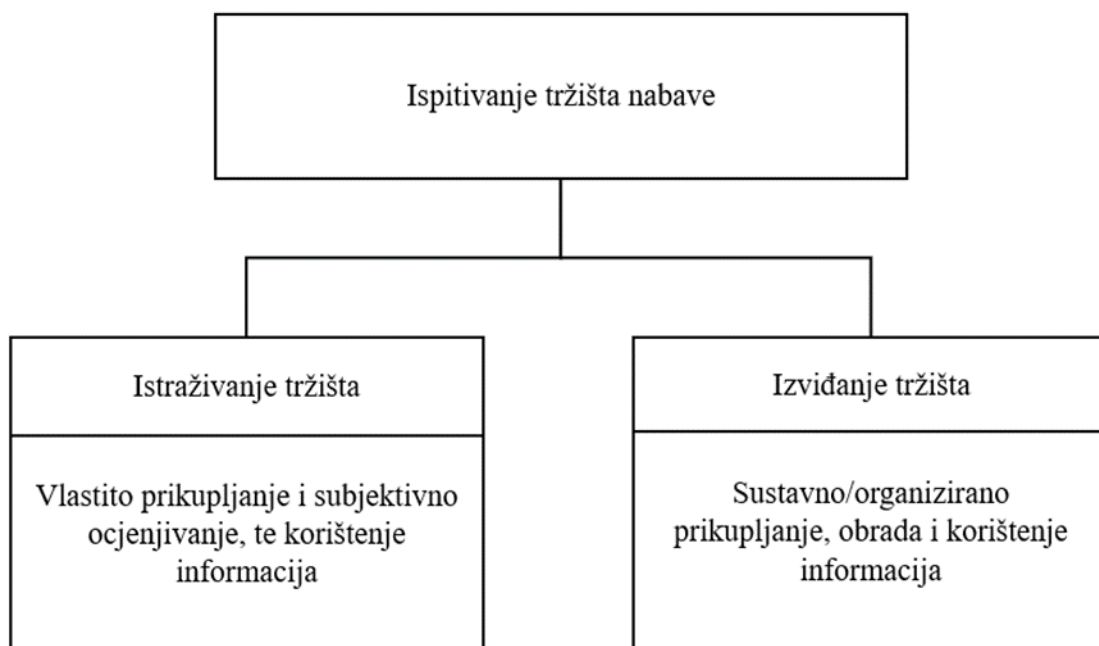 Ispitivanje tržišta nabave
Istraživanje tržišta
Vlastito prikupljanje i subjektivno
ocjenjivanje, te korištenje
informacija
Izviđanje tržišta
Sustavno/organizirano
prikupljanje, obrada i korištenje
informacija